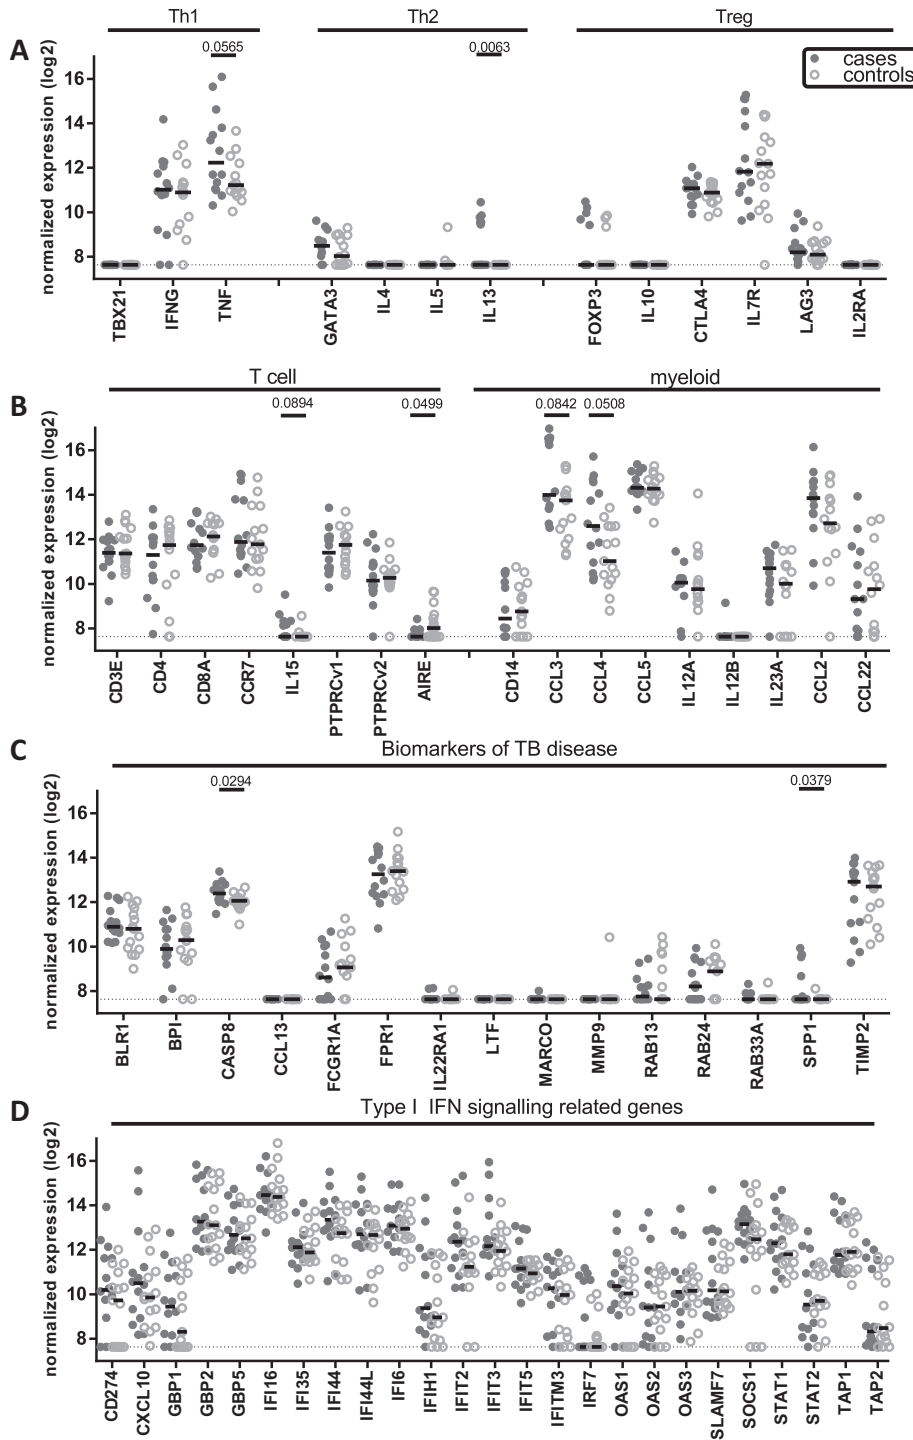 Th1 Th2 Treg
A
0.0565 0.0063
cases
controls
normalized expression (log2)
16
14
12
10
8
TBX21 IFNG TNF GATA3 IL4 IL5 IL13 FOXP3 IL10 CTLA4 IL7R LAG3 IL2RA
T cell myeloid
B
0.0894 0.0499 0.0842 0.0508
normalized expression (log2)
16
14
12
10
8
CD3E CD4 CD8A CCR7 IL15 PTPRCv1 PTPRCv2 AIRE CD14 CCL3 CCL4 CCL5 IL12A IL12B IL23A CCL2 CCL22
C
Biomarkers of TB disease
0.0294 0.0379
normalized expression (log2)
16
14
12
10
8
BLR1 BPI CASP8 CCL13 FCGR1A FPR1 IL22RA1 LTF MARCO MMP9 RAB13 RAB24 RAB33A SPP1 TIMP2
D
Type I IFN signalling related genes
normalized expression (log2)
16
14
12
10
8
CD274 CXCL10 GBP1 GBP2 GBP5 IFI16 IFI35 IFI44 IFI44L IFI6 IFIH1 IFIT2 IFIT3 IFIT5 IFITM3 IRF7 OAS1 OAS2 OAS3 SLAMF7 SOCS1 STAT1 STAT2 TAP1 TAP2